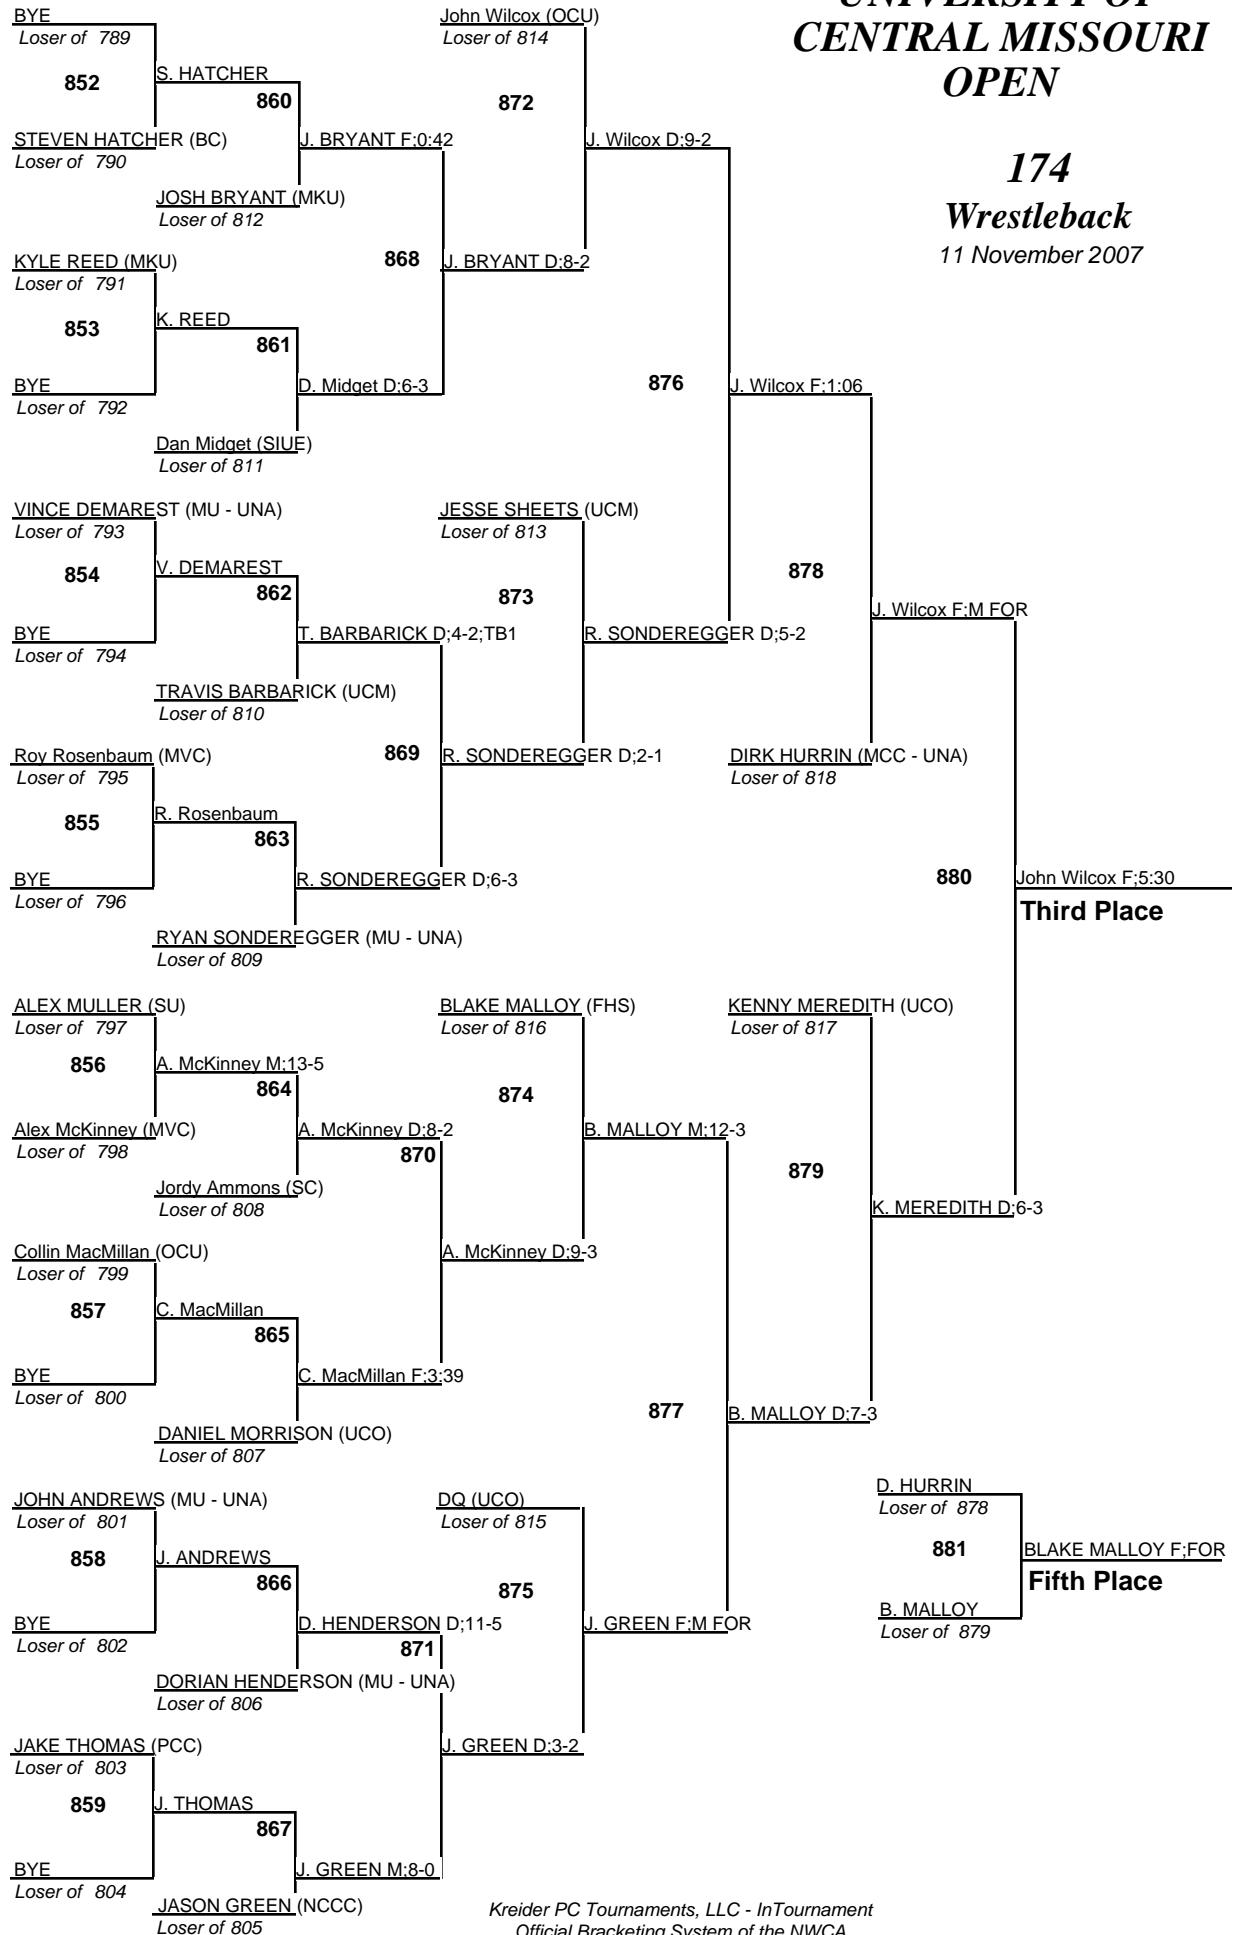 UNIVERSITY OF
CENTRAL MISSOURI
OPEN
174
Wrestleback
11 November 2007
BYE
Loser of 789
852
STEVEN HATCHER (BC)
Loser of 790
S. HATCHER
860
JOSH BRYANT (MKU)
Loser of 812
J. BRYANT F;0:42
KYLE REED (MKU)
Loser of 791
853
BYE
Loser of 792
K. REED
861
Dan Midget (SIUE)
Loser of 811
D. Midget D;6-3
868
J. BRYANT D;8-2
John Wilcox (OCU)
Loser of 814
872
J. Wilcox D;9-2
VINCE DEMAREST (MU - UNA)
Loser of 793
854
BYE
Loser of 794
V. DEMAREST
862
TRAVIS BARBARICK (UCM)
Loser of 810
T. BARBARICK D;4-2;TB1
Roy Rosenbaum (MVC)
Loser of 795
855
BYE
Loser of 796
R. Rosenbaum
863
RYAN SONDEREGGER (MU - UNA)
Loser of 809
R. SONDEREGGER D;6-3
869
R. SONDEREGGER D;2-1
JESSE SHEETS (UCM)
Loser of 813
873
R. SONDEREGGER D;5-2
876
J. Wilcox F;1:06
878
DIRK HURRIN (MCC - UNA)
Loser of 818
J. Wilcox F;M FOR
ALEX MULLER (SU)
Loser of 797
856
Alex McKinney (MVC)
Loser of 798
A. McKinney M;13-5
864
Jordy Ammons (SC)
Loser of 808
A. McKinney D;8-2
870
Collin MacMillan (OCU)
Loser of 799
857
BYE
Loser of 800
C. MacMillan
865
DANIEL MORRISON (UCO)
Loser of 807
C. MacMillan F;3:39
A. McKinney D;9-3
BLAKE MALLOY (FHS)
Loser of 816
874
B. MALLOY M;12-3
JOHN ANDREWS (MU - UNA)
Loser of 801
858
BYE
Loser of 802
J. ANDREWS
866
DORIAN HENDERSON (MU - UNA)
Loser of 806
D. HENDERSON D;11-5
871
JAKE THOMAS (PCC)
Loser of 803
859
BYE
Loser of 804
J. THOMAS
867
JASON GREEN (NCCC)
Loser of 805
J. GREEN M;8-0
J. GREEN D;3-2
DQ (UCO)
Loser of 815
875
J. GREEN F;M FOR
877
B. MALLOY D;7-3
KENNY MEREDITH (UCO)
Loser of 817
879
K. MEREDITH D;6-3
880
John Wilcox F;5:30
Third Place
D. HURRIN
Loser of 878
881
B. MALLOY
Loser of 879
BLAKE MALLOY F;FOR
Fifth Place
Kreider PC Tournaments, LLC - InTournament
Official Bracketing System of the NWCA